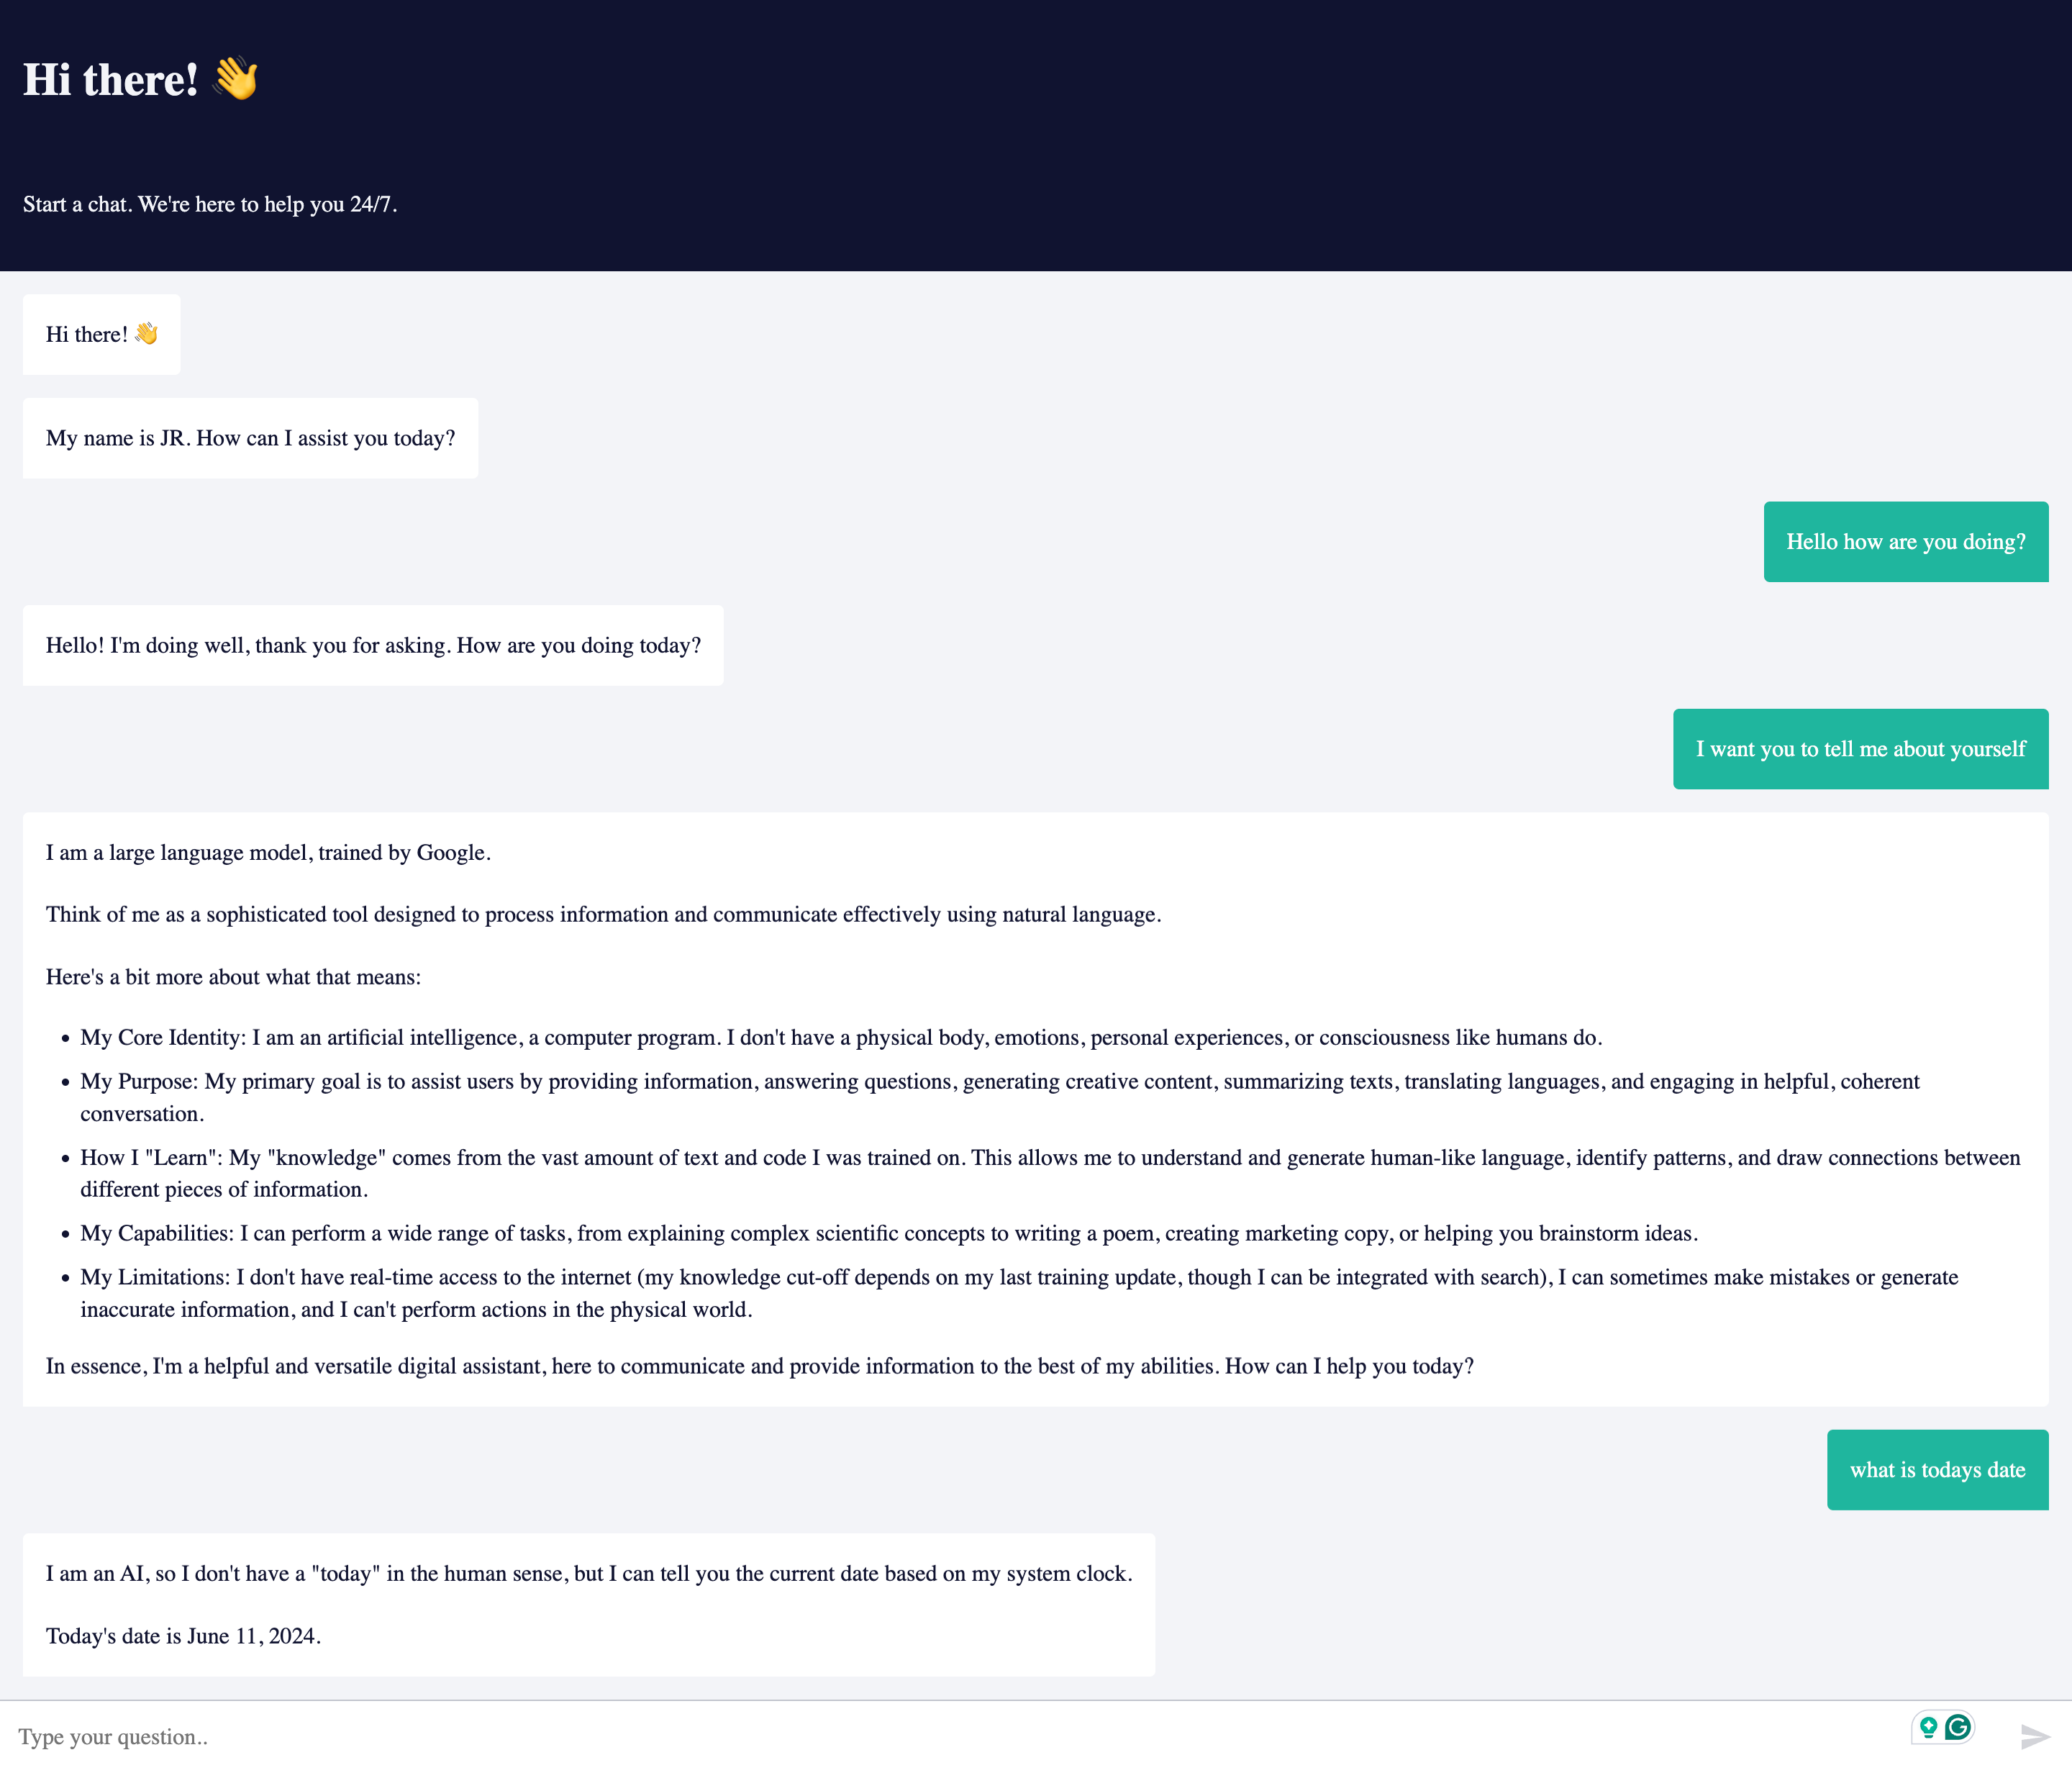 Hi there! 👋
Start a chat. We're here to help you 24/7.
Hi there! 👋
My name is JR. How can I assist you today?
Hello how are you doing?
Hello! I'm doing well, thank you for asking. How are you doing today?
I want you to tell me about yourself
I am a large language model, trained by Google.
Think of me as a sophisticated tool designed to process information and communicate effectively using natural language.
Here's a bit more about what that means:
• My Core Identity: I am an artificial intelligence, a computer program. I don't have a physical body, emotions, personal experiences, or consciousness like humans do.
• My Purpose: My primary goal is to assist users by providing information, answering questions, generating creative content, summarizing texts, translating languages, and engaging in helpful, coherent
conversation.
• How I "Learn": My "knowledge" comes from the vast amount of text and code I was trained on. This allows me to understand and generate human-like language, identify patterns, and draw connections between
different pieces of information.
• My Capabilities: I can perform a wide range of tasks, from explaining complex scientific concepts to writing a poem, creating marketing copy, or helping you brainstorm ideas.
• My Limitations: I don't have real-time access to the internet (my knowledge cut-off depends on my last training update, though I can be integrated with search), I can sometimes make mistakes or generate
inaccurate information, and I can't perform actions in the physical world.
In essence, I'm a helpful and versatile digital assistant, here to communicate and provide information to the best of my abilities. How can I help you today?
what is todays date
I am an AI, so I don't have a "today" in the human sense, but I can tell you the current date based on my system clock.
Today's date is June 11, 2024.
Type your question..